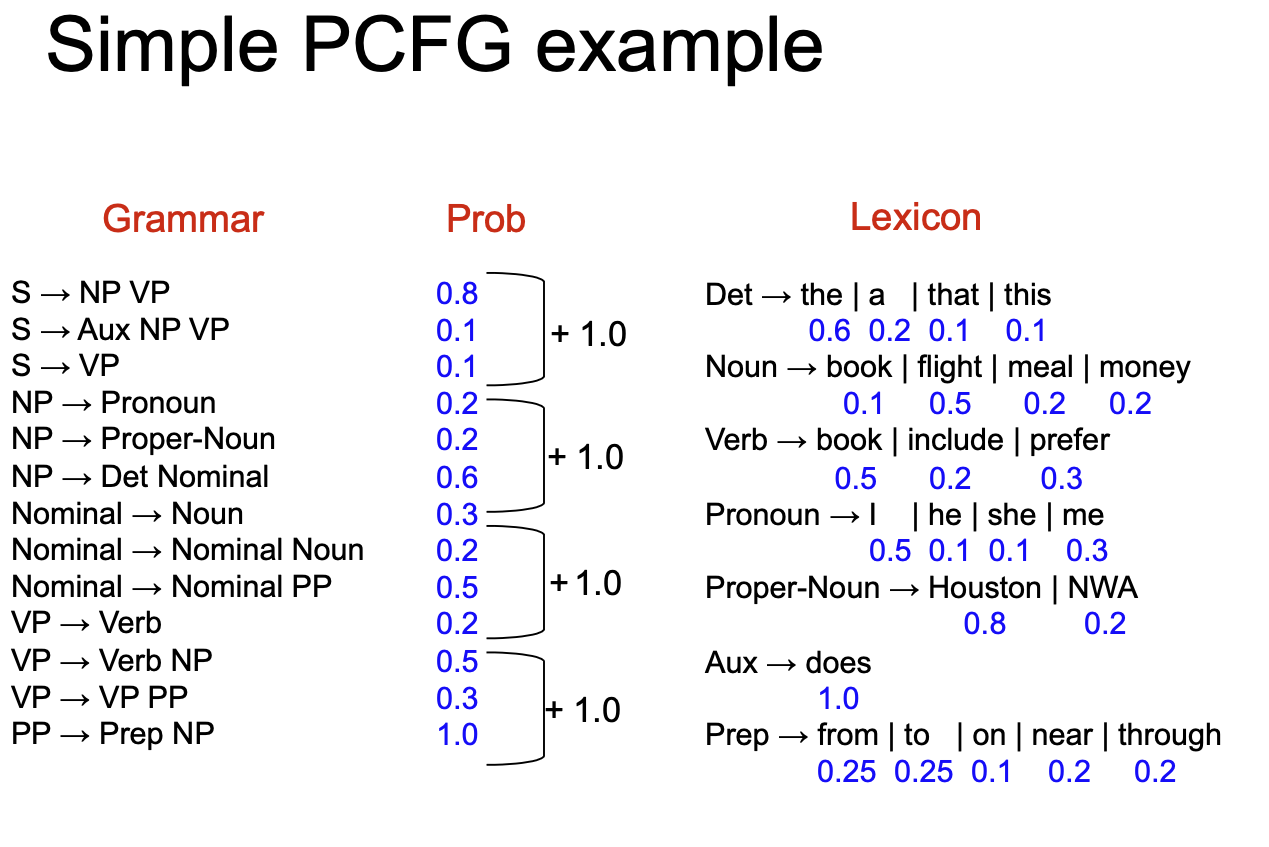 Simple PCFG example
Grammar Prob Lexicon
S → NP VP 0.8
S → Aux NP VP 0.1
S → VP 0.1
+ 1.0
NP → Pronoun 0.2
NP → Proper-Noun 0.2
NP → Det Nominal 0.6
+ 1.0
Nominal → Noun 0.3
Nominal → Nominal Noun 0.2
Nominal → Nominal PP 0.5
+ 1.0
VP → Verb 0.2
VP → Verb NP 0.5
VP → VP PP 0.3
+ 1.0
PP → Prep NP 1.0
Det → the | a | that | this
0.6 0.2 0.1 0.1
Noun → book | flight | meal | money
0.1 0.5 0.2 0.2
Verb → book | include | prefer
0.5 0.2 0.3
Pronoun → I | he | she | me
0.5 0.1 0.1 0.3
Proper-Noun → Houston | NWA
0.8 0.2
Aux → does
1.0
Prep → from | to | on | near | through
0.25 0.25 0.1 0.2 0.2